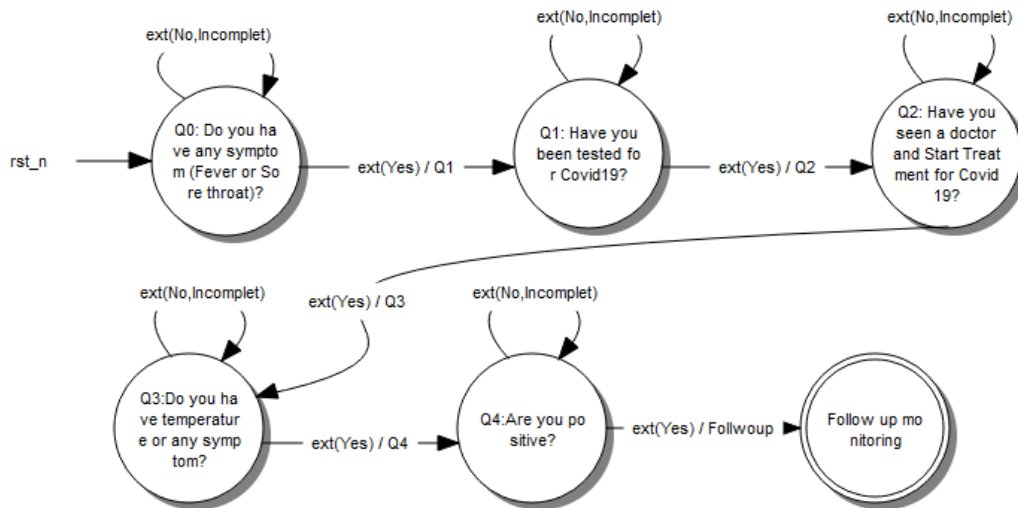 ext(No,Incomplet)
ext(No,Incomplet)
ext(No,Incomplet)
rst_n
Q0: Do you ha
ve any sympto
m (Fever or So
re throat)?
ext(Yes) / Q1
Q1: Have you
been tested fo
r Covid19?
ext(Yes) / Q2
Q2: Have you
seen a doctor
and Start Treat
ment for Covid
19?
ext(Yes) / Q3
ext(No,Incomplet)
ext(No,Incomplet)
Q3:Do you ha
ve temperatur
e or any symp
tom?
ext(Yes) / Q4
Q4:Are you po
sitive?
ext(Yes) / Follwoup
Follow up mo
nitoring